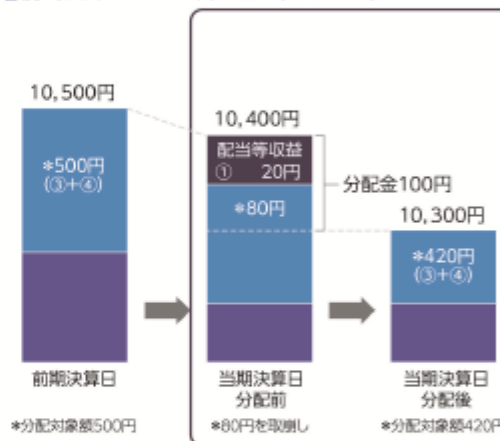 10,500円
*500円
(③+④)
前期決算日
*分配対象額500円
10,400円
配当等収益
① 20円
*80円
分配金100円
当期決算日
分配前
*80円を取崩し
10,300円
*420円
(③+④)
当期決算日
分配後
*分配対象額420円